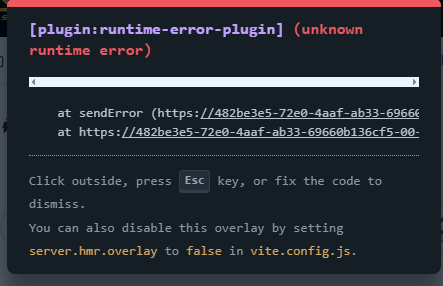 [plugin:runtime-error-plugin] (unknown
runtime error)
at sendError (https://482be3e5-72e0-4aaf-ab33-69660
at https://482be3e5-72e0-4aaf-ab33-69660b136cf5-00-
Click outside, press Esc key, or fix the code to
dismiss.
You can also disable this overlay by setting
server.hmr.overlay to false in vite.config.js.